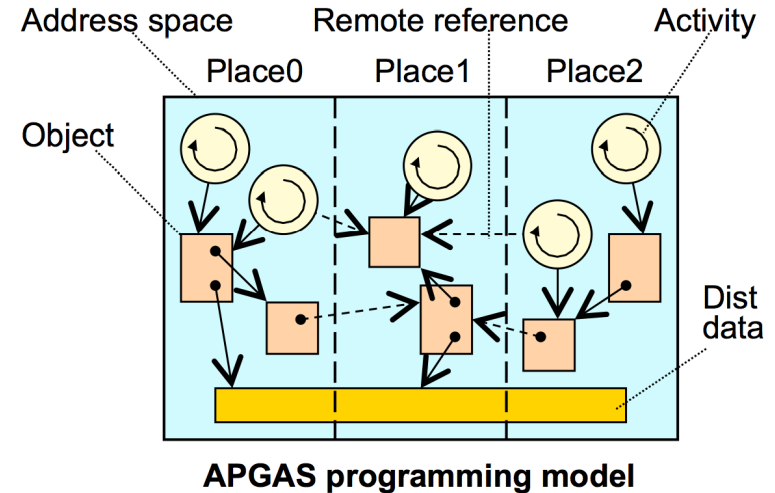 Address space
Remote reference
Activity
Place0
Place1
Place2
Object
Dist
data
APGAS programming model